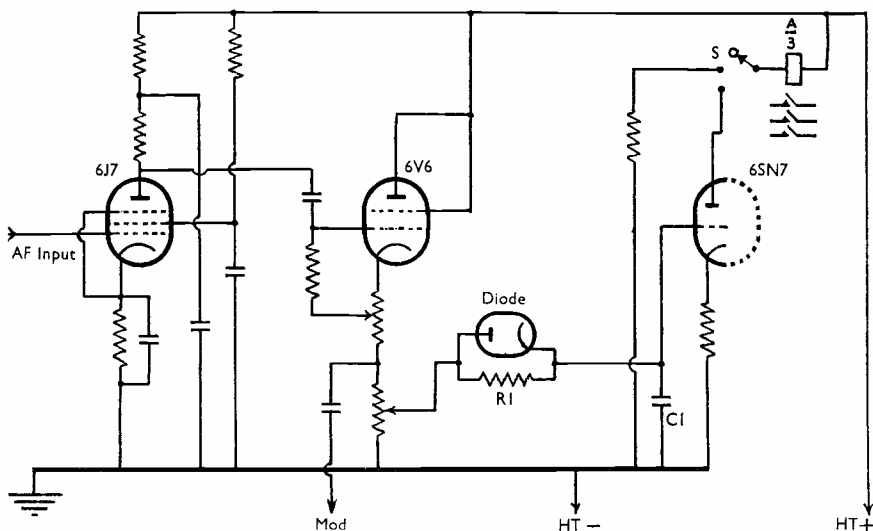 A
3
S
6J7
6V6
6SN7
AF Input
Diode
R1
C1
Mod
HT −
HT+